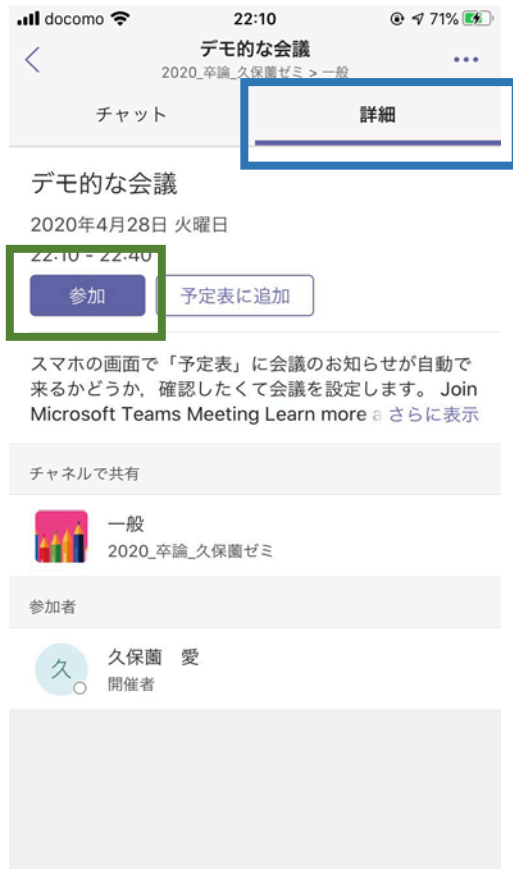 docomo 22:10 71%
デモ的な会議
2020_卒論_久保薗ゼミ > 一般
チャット 詳細
デモ的な会議
2020年4月28日 火曜日
22:10 - 22:40
参加 予定表に追加
スマホの画面で「予定表」に会議のお知らせが自動で
来るかどうか，確認したくて会議を設定します。 Join
Microsoft Teams Meeting Learn more a さらに表示
チャネルで共有
一般
2020_卒論_久保薗ゼミ
参加者
久 久保薗 愛
開催者